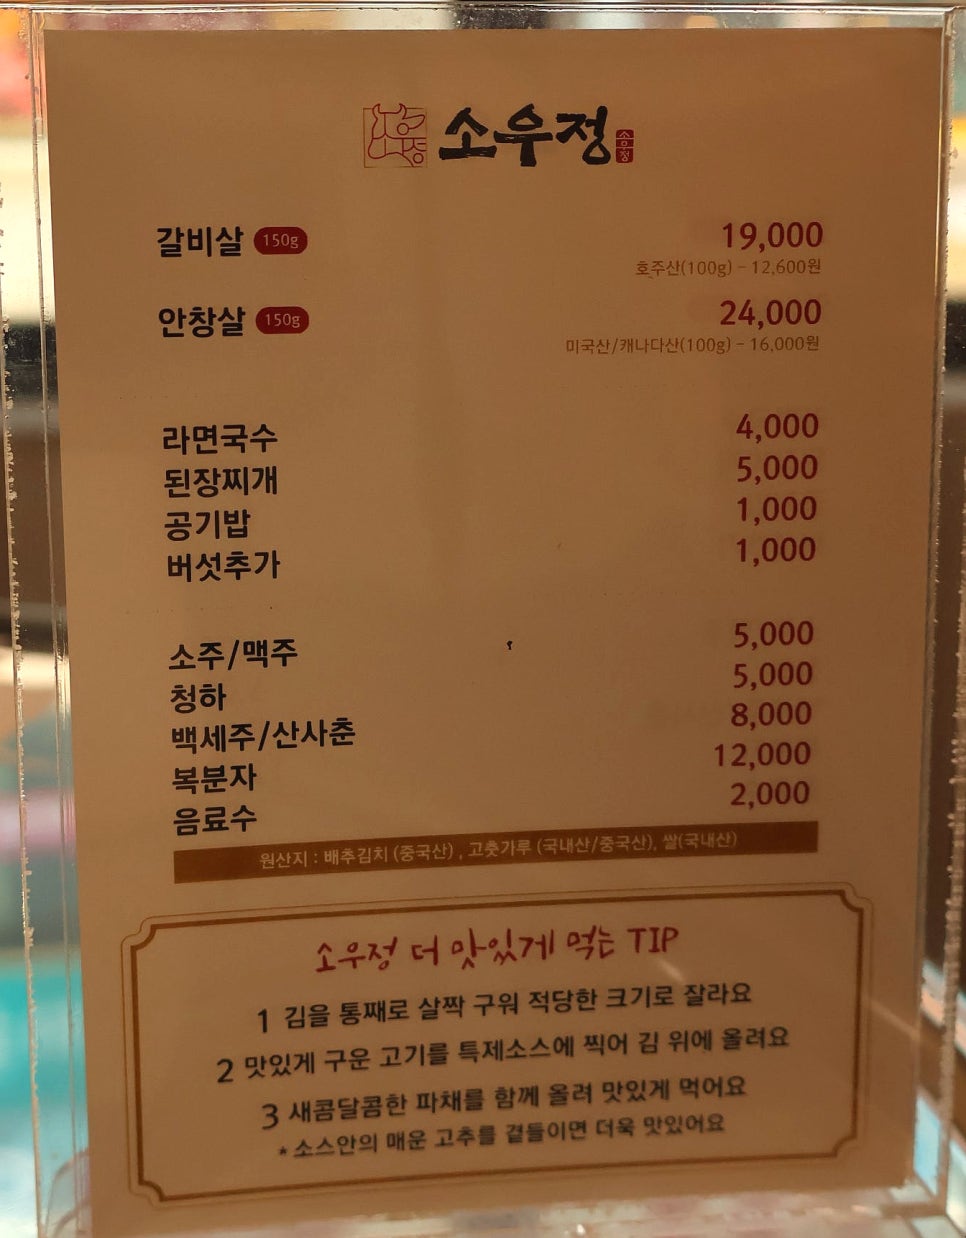 소우정 소우정
갈비살 150g 19,000
호주산(100g) - 12,600원
안창살 150g 24,000
미국산/캐나다산(100g) - 16,000원
라면국수 4,000
된장찌개 5,000
공기밥 1,000
버섯추가 1,000
소주/맥주 5,000
청하 5,000
백세주/산사춘 8,000
복분자 12,000
음료수 2,000
원산지 : 배추김치 (중국산) , 고춧가루 (국내산/중국산), 쌀(국내산)
소우정 더 맛있게 먹는 TIP
1 김을 통째로 살짝 구워 적당한 크기로 잘라요
2 맛있게 구운 고기를 특제소스에 찍어 김 위에 올려요
3 새콤달콤한 파채를 함께 올려 맛있게 먹어요
* 소스안의 매운 고추를 곁들이면 더욱 맛있어요